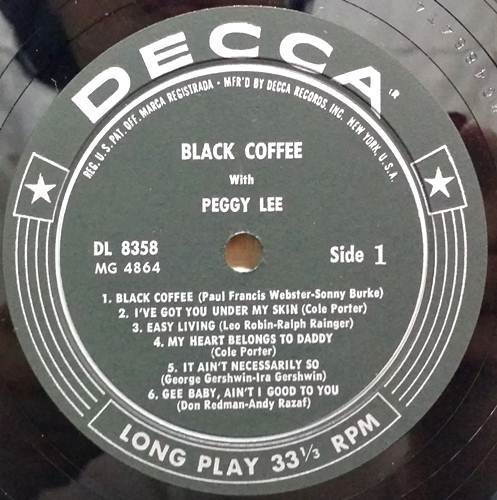 DECCA
REG. U.S. PAT. OFF. MARCA REGISTRADA • MFR'D BY DECCA RECORDS, INC. NEW YORK, U.S.A.
BLACK COFFEE
With
PEGGY LEE
DL 8358
MG 4864
Side 1
1. BLACK COFFEE (Paul Francis Webster-Sonny Burke)
2. I'VE GOT YOU UNDER MY SKIN (Cole Porter)
3. EASY LIVING (Leo Robin-Ralph Rainger)
4. MY HEART BELONGS TO DADDY
(Cole Porter)
5. IT AIN'T NECESSARILY SO
(George Gershwin-Ira Gershwin)
6. GEE BABY, AIN'T I GOOD TO YOU
(Don Redman-Andy Razaf)
LONG PLAY 33 1/3 RPM